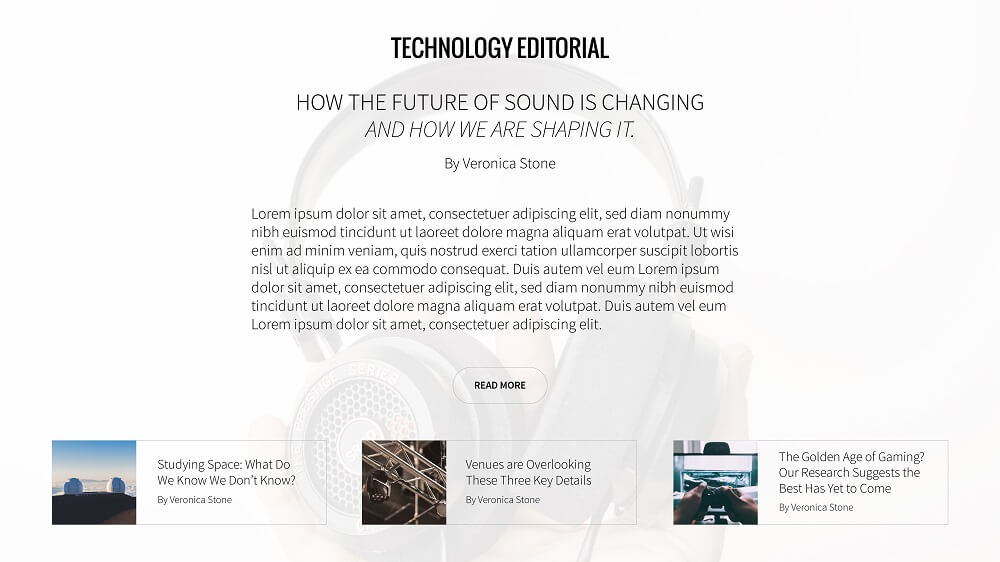 TECHNOLOGY EDITORIAL
HOW THE FUTURE OF SOUND IS CHANGING
AND HOW WE ARE SHAPING IT.
By Veronica Stone
Lorem ipsum dolor sit amet, consectetuer adipiscing elit, sed diam nonummy
nibh euismod tincidunt ut laoreet dolore magna aliquam erat volutpat. Ut wisi
enim ad minim veniam, quis nostrud exerci tation ullamcorper suscipit lobortis
nisl ut aliquip ex ea commodo consequat. Duis autem vel eum Lorem ipsum
dolor sit amet, consectetuer adipiscing elit, sed diam nonummy nibh euismod
tincidunt ut laoreet dolore magna aliquam erat volutpat. Duis autem vel eum
Lorem ipsum dolor sit amet, consectetuer adipiscing elit.
PRESTIGE SERIES
READ MORE
Studying Space: What Do
We Know We Don't Know?
By Veronica Stone
Venues are Overlooking
These Three Key Details
By Veronica Stone
The Golden Age of Gaming?
Our Research Suggests the
Best Has Yet to Come
By Veronica Stone